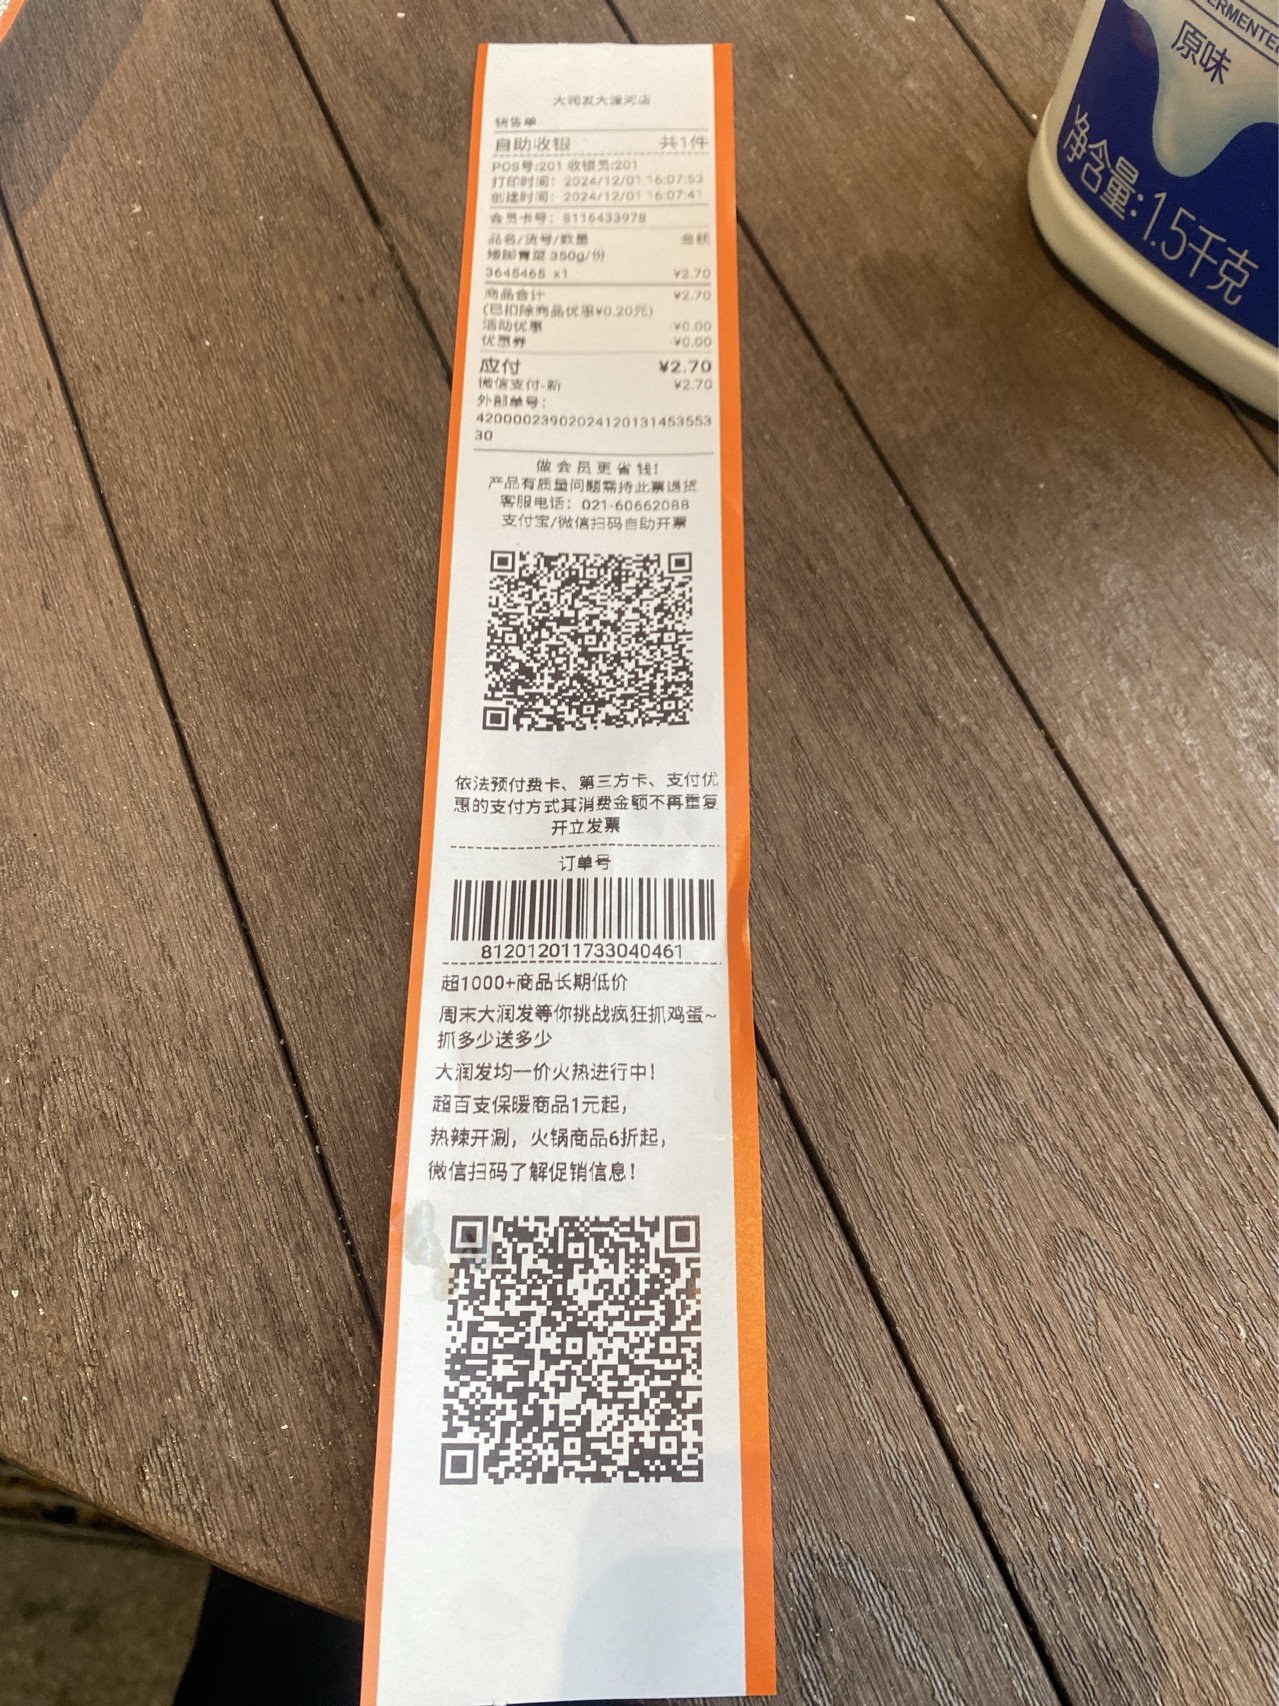 大润发大渡河店
销售单
自助收银 共1件
POS号:201 收银员:201
打印时间: 2024/12/01 16:07:53
创建时间: 2024/12/01 16:07:41
会员卡号: 8116433978
品名/货号/数量 金额
矮脚青菜 350g/份
3645465 x1 ¥2.70
商品合计 ¥2.70
(已扣除商品优惠¥0.20元)
活动优惠 -¥0.00
优惠券 -¥0.00
应付 ¥2.70
微信支付-新 ¥2.70
外部单号:
42000023902024120131453553
30
做会员更省钱!
产品有质量问题需持此票退货
客服电话: 021-60662088
支付宝/微信扫码自助开票
依法预付费卡、第三方卡、支付优
惠的支付方式其消费金额不再重复
开立发票
订单号
812012011733040461
超1000+商品长期低价
周末大润发等你挑战疯狂抓鸡蛋~
抓多少送多少
大润发均一价火热进行中!
超百支保暖商品1元起,
热辣开涮, 火锅商品6折起,
微信扫码了解促销信息!
原味
净含量:1.5千克